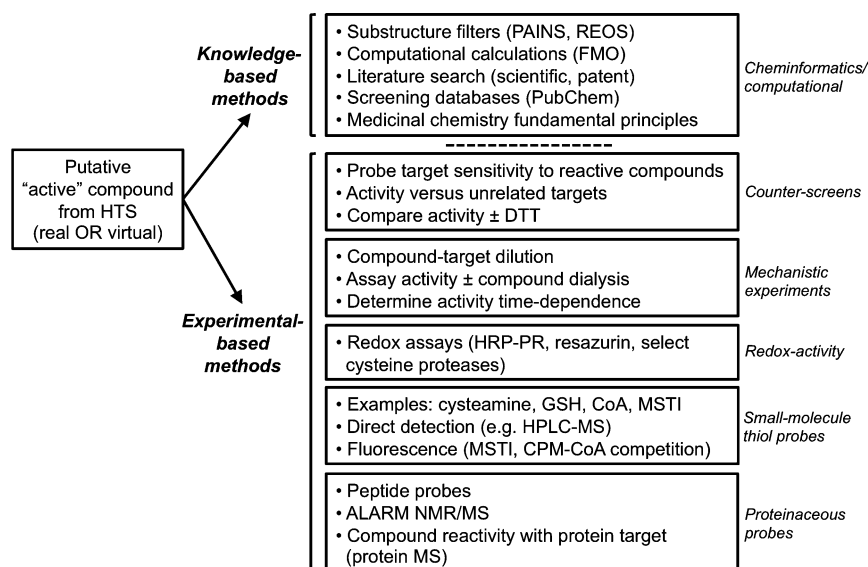 Putative
“active” compound
from HTS
(real OR virtual)
Knowledge-
based
methods
• Substructure filters (PAINS, REOS)
• Computational calculations (FMO)
• Literature search (scientific, patent)
• Screening databases (PubChem)
• Medicinal chemistry fundamental principles
Cheminformatics/
computational
Experimental-
based
methods
• Probe target sensitivity to reactive compounds
• Activity versus unrelated targets
• Compare activity ± DTT
Counter-screens
• Compound-target dilution
• Assay activity ± compound dialysis
• Determine activity time-dependence
Mechanistic
experiments
• Redox assays (HRP-PR, resazurin, select
cysteine proteases)
Redox-activity
• Examples: cysteamine, GSH, CoA, MSTI
• Direct detection (e.g. HPLC-MS)
• Fluorescence (MSTI, CPM-CoA competition)
Small-molecule
thiol probes
• Peptide probes
• ALARM NMR/MS
• Compound reactivity with protein target
(protein MS)
Proteinaceous
probes